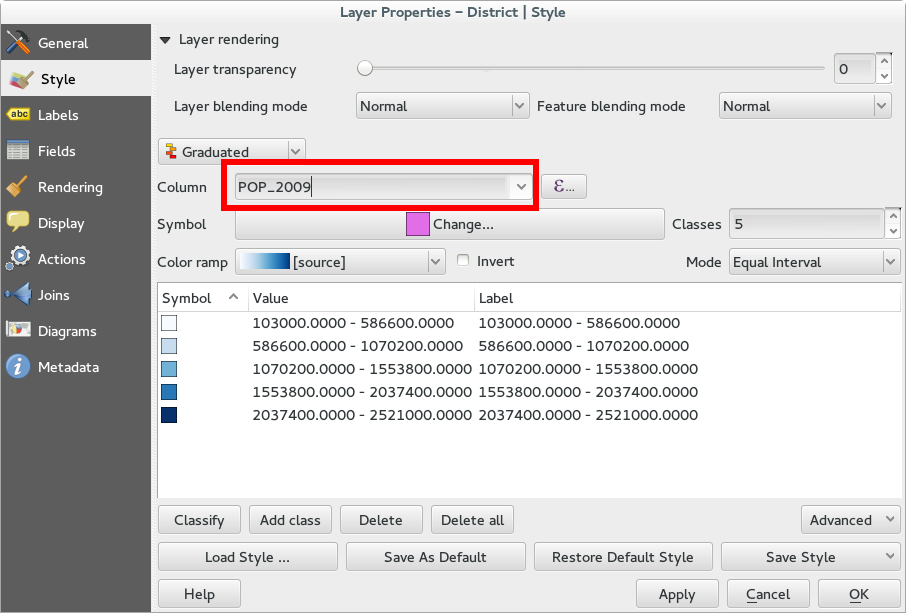 Layer Properties – District | Style
General
Style
Labels
Fields
Rendering
Display
Actions
Joins
Diagrams
Metadata
Layer rendering
Layer transparency 0
Layer blending mode Normal Feature blending mode Normal
Graduated
Column POP_2009 ε...
Symbol Change... Classes 5
Color ramp [source] Invert Mode Equal Interval
Symbol Value Label
103000.0000 - 586600.0000 103000.0000 - 586600.0000
586600.0000 - 1070200.0000 586600.0000 - 1070200.0000
1070200.0000 - 1553800.0000 1070200.0000 - 1553800.0000
1553800.0000 - 2037400.0000 1553800.0000 - 2037400.0000
2037400.0000 - 2521000.0000 2037400.0000 - 2521000.0000
Classify Add class Delete Delete all Advanced
Load Style ... Save As Default Restore Default Style Save Style
Help Apply Cancel OK
abc